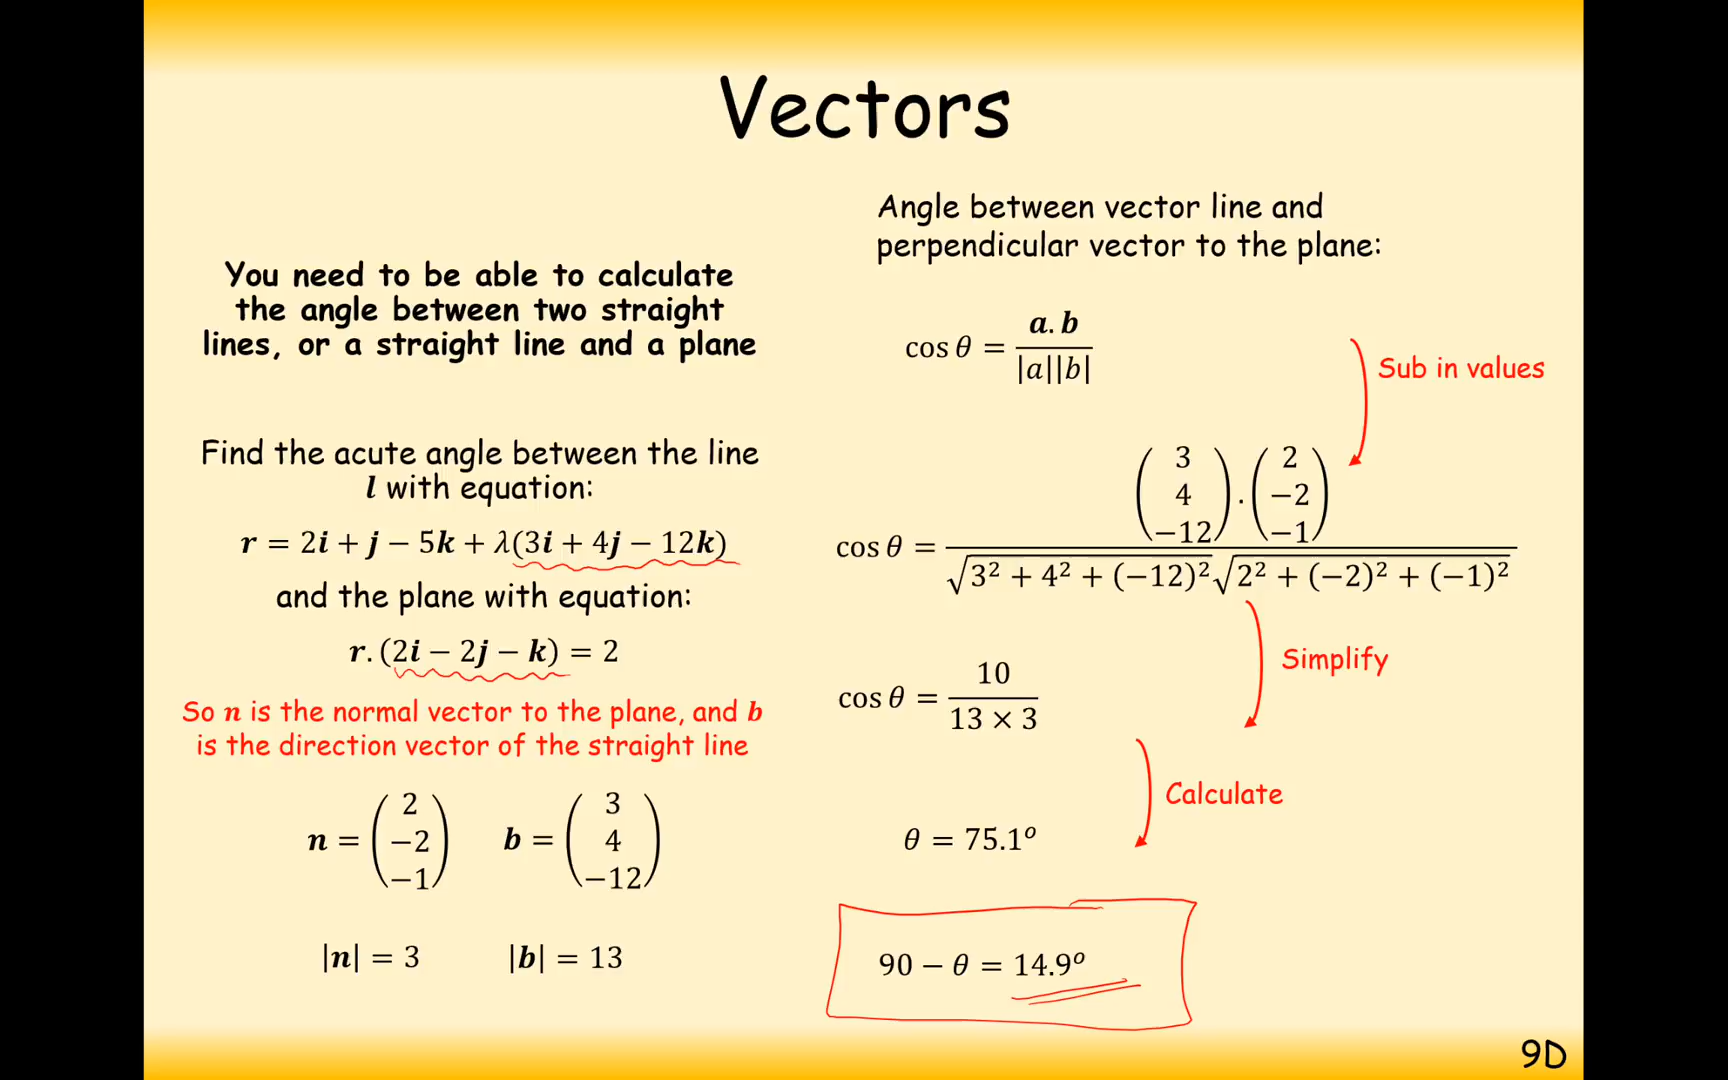 Vectors
You need to be able to calculate
the angle between two straight
lines, or a straight line and a plane
Find the acute angle between the line
l with equation:
r = 2i + j − 5k + λ(3i + 4j − 12k)
and the plane with equation:
r.(2i − 2j − k) = 2
So n is the normal vector to the plane, and b
is the direction vector of the straight line
n = (2 −2 −1) b = (3 4 −12)
|n| = 3 |b| = 13
Angle between vector line and
perpendicular vector to the plane:
cos θ = a.b / |a||b|
Sub in values
cos θ = (3 4 −12) . (2 −2 −1) / √(3² + 4² + (−12)²) √(2² + (−2)² + (−1)²)
Simplify
cos θ = 10 / 13 × 3
Calculate
θ = 75.1°
90 − θ = 14.9°
9D